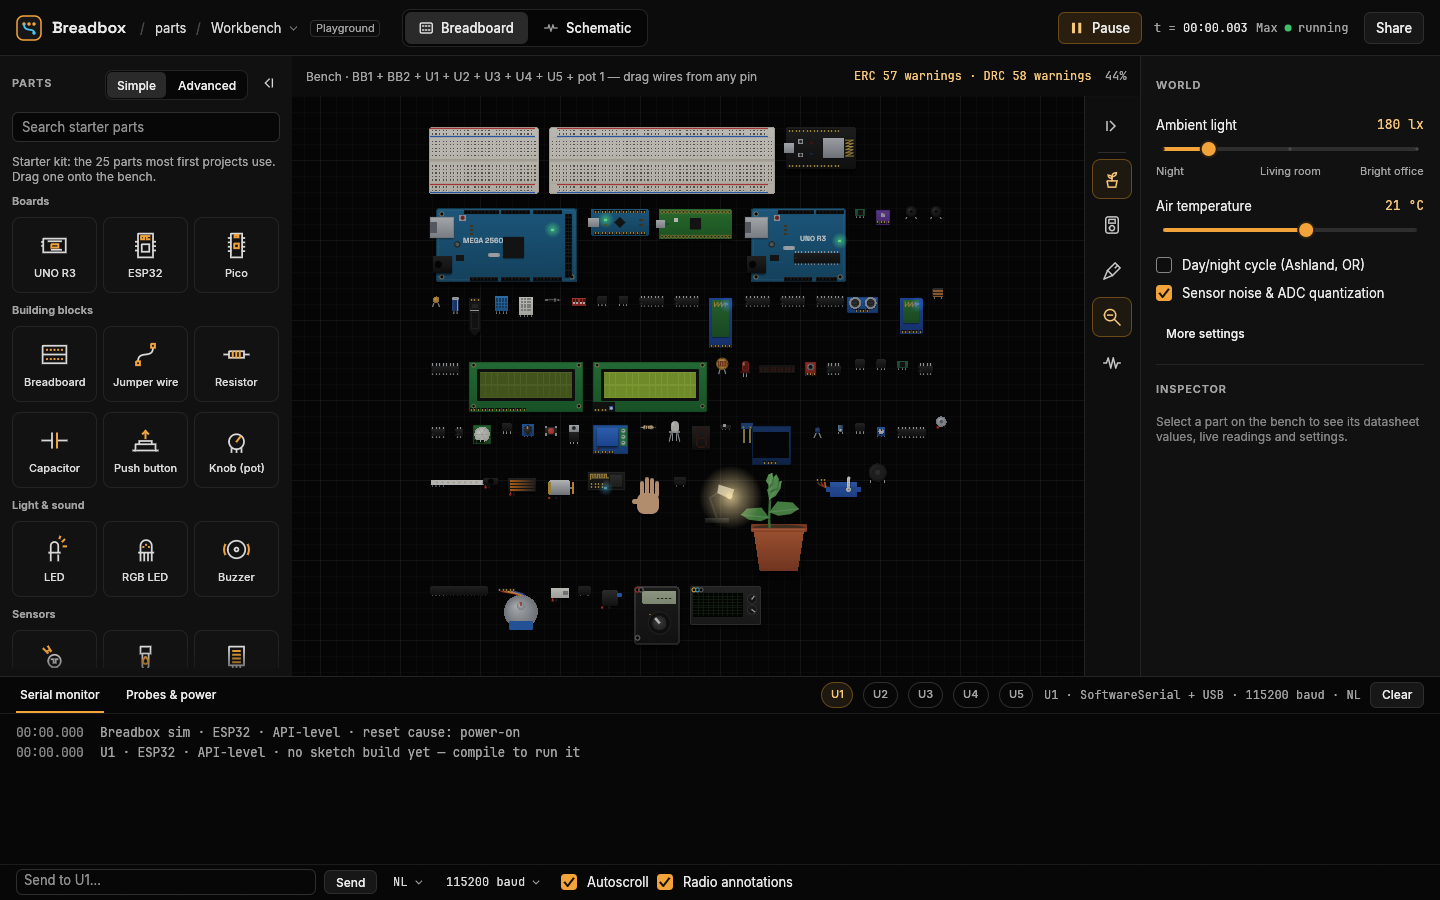 Breadbox / parts / Workbench Playground
Breadboard Schematic
Pause t = 00:00.003 Max running Share
PARTS Simple Advanced
Search starter parts
Starter kit: the 25 parts most first projects use.
Drag one onto the bench.
Boards
UNO R3 ESP32 Pico
Building blocks
Breadboard Jumper wire Resistor
Capacitor Push button Knob (pot)
Light & sound
LED RGB LED Buzzer
Sensors
Bench · BB1 + BB2 + U1 + U2 + U3 + U4 + U5 + pot 1 — drag wires from any pin
ERC 57 warnings · DRC 58 warnings 44%
MEGA 2560
UNO R3
WORLD
Ambient light 180 lx
Night Living room Bright office
Air temperature 21 °C
Day/night cycle (Ashland, OR)
Sensor noise & ADC quantization
More settings
INSPECTOR
Select a part on the bench to see its datasheet
values, live readings and settings.
Serial monitor Probes & power
U1 U2 U3 U4 U5 U1 · SoftwareSerial + USB · 115200 baud · NL Clear
00:00.000 Breadbox sim · ESP32 · API-level · reset cause: power-on
00:00.000 U1 · ESP32 · API-level · no sketch build yet — compile to run it
Send to U1... Send NL 115200 baud Autoscroll Radio annotations